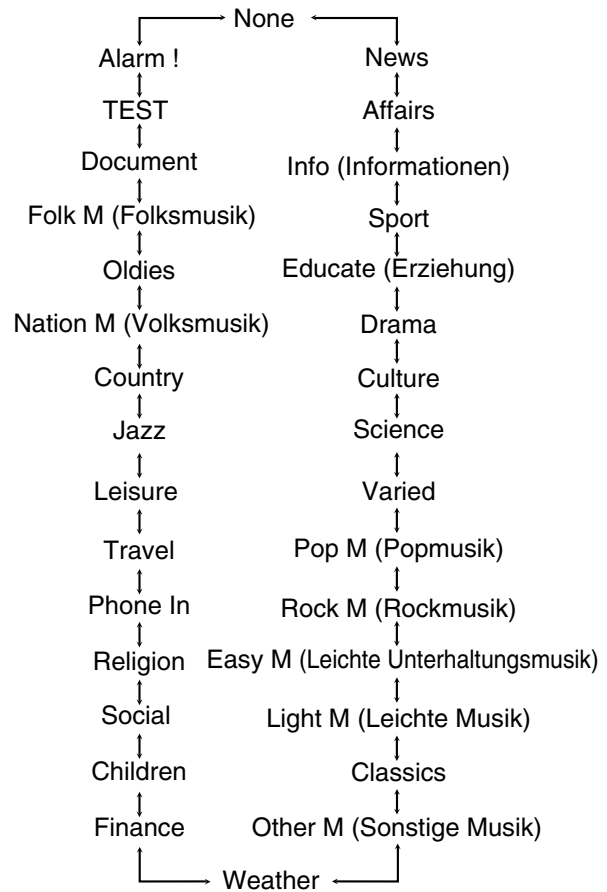 None
Alarm !
News
TEST
Affairs
Document
Info (Informationen)
Folk M (Folksmusik)
Sport
Oldies
Educate (Erziehung)
Nation M (Volksmusik)
Drama
Country
Culture
Jazz
Science
Leisure
Varied
Travel
Pop M (Popmusik)
Phone In
Rock M (Rockmusik)
Religion
Easy M (Leichte Unterhaltungsmusik)
Social
Light M (Leichte Musik)
Children
Classics
Finance
Other M (Sonstige Musik)
Weather